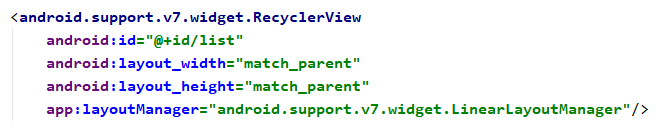 <android.support.v7.widget.RecyclerView
    android:id="@+id/list"
    android:layout_width="match_parent"
    android:layout_height="match_parent"
    app:layoutManager="android.support.v7.widget.LinearLayoutManager"/>